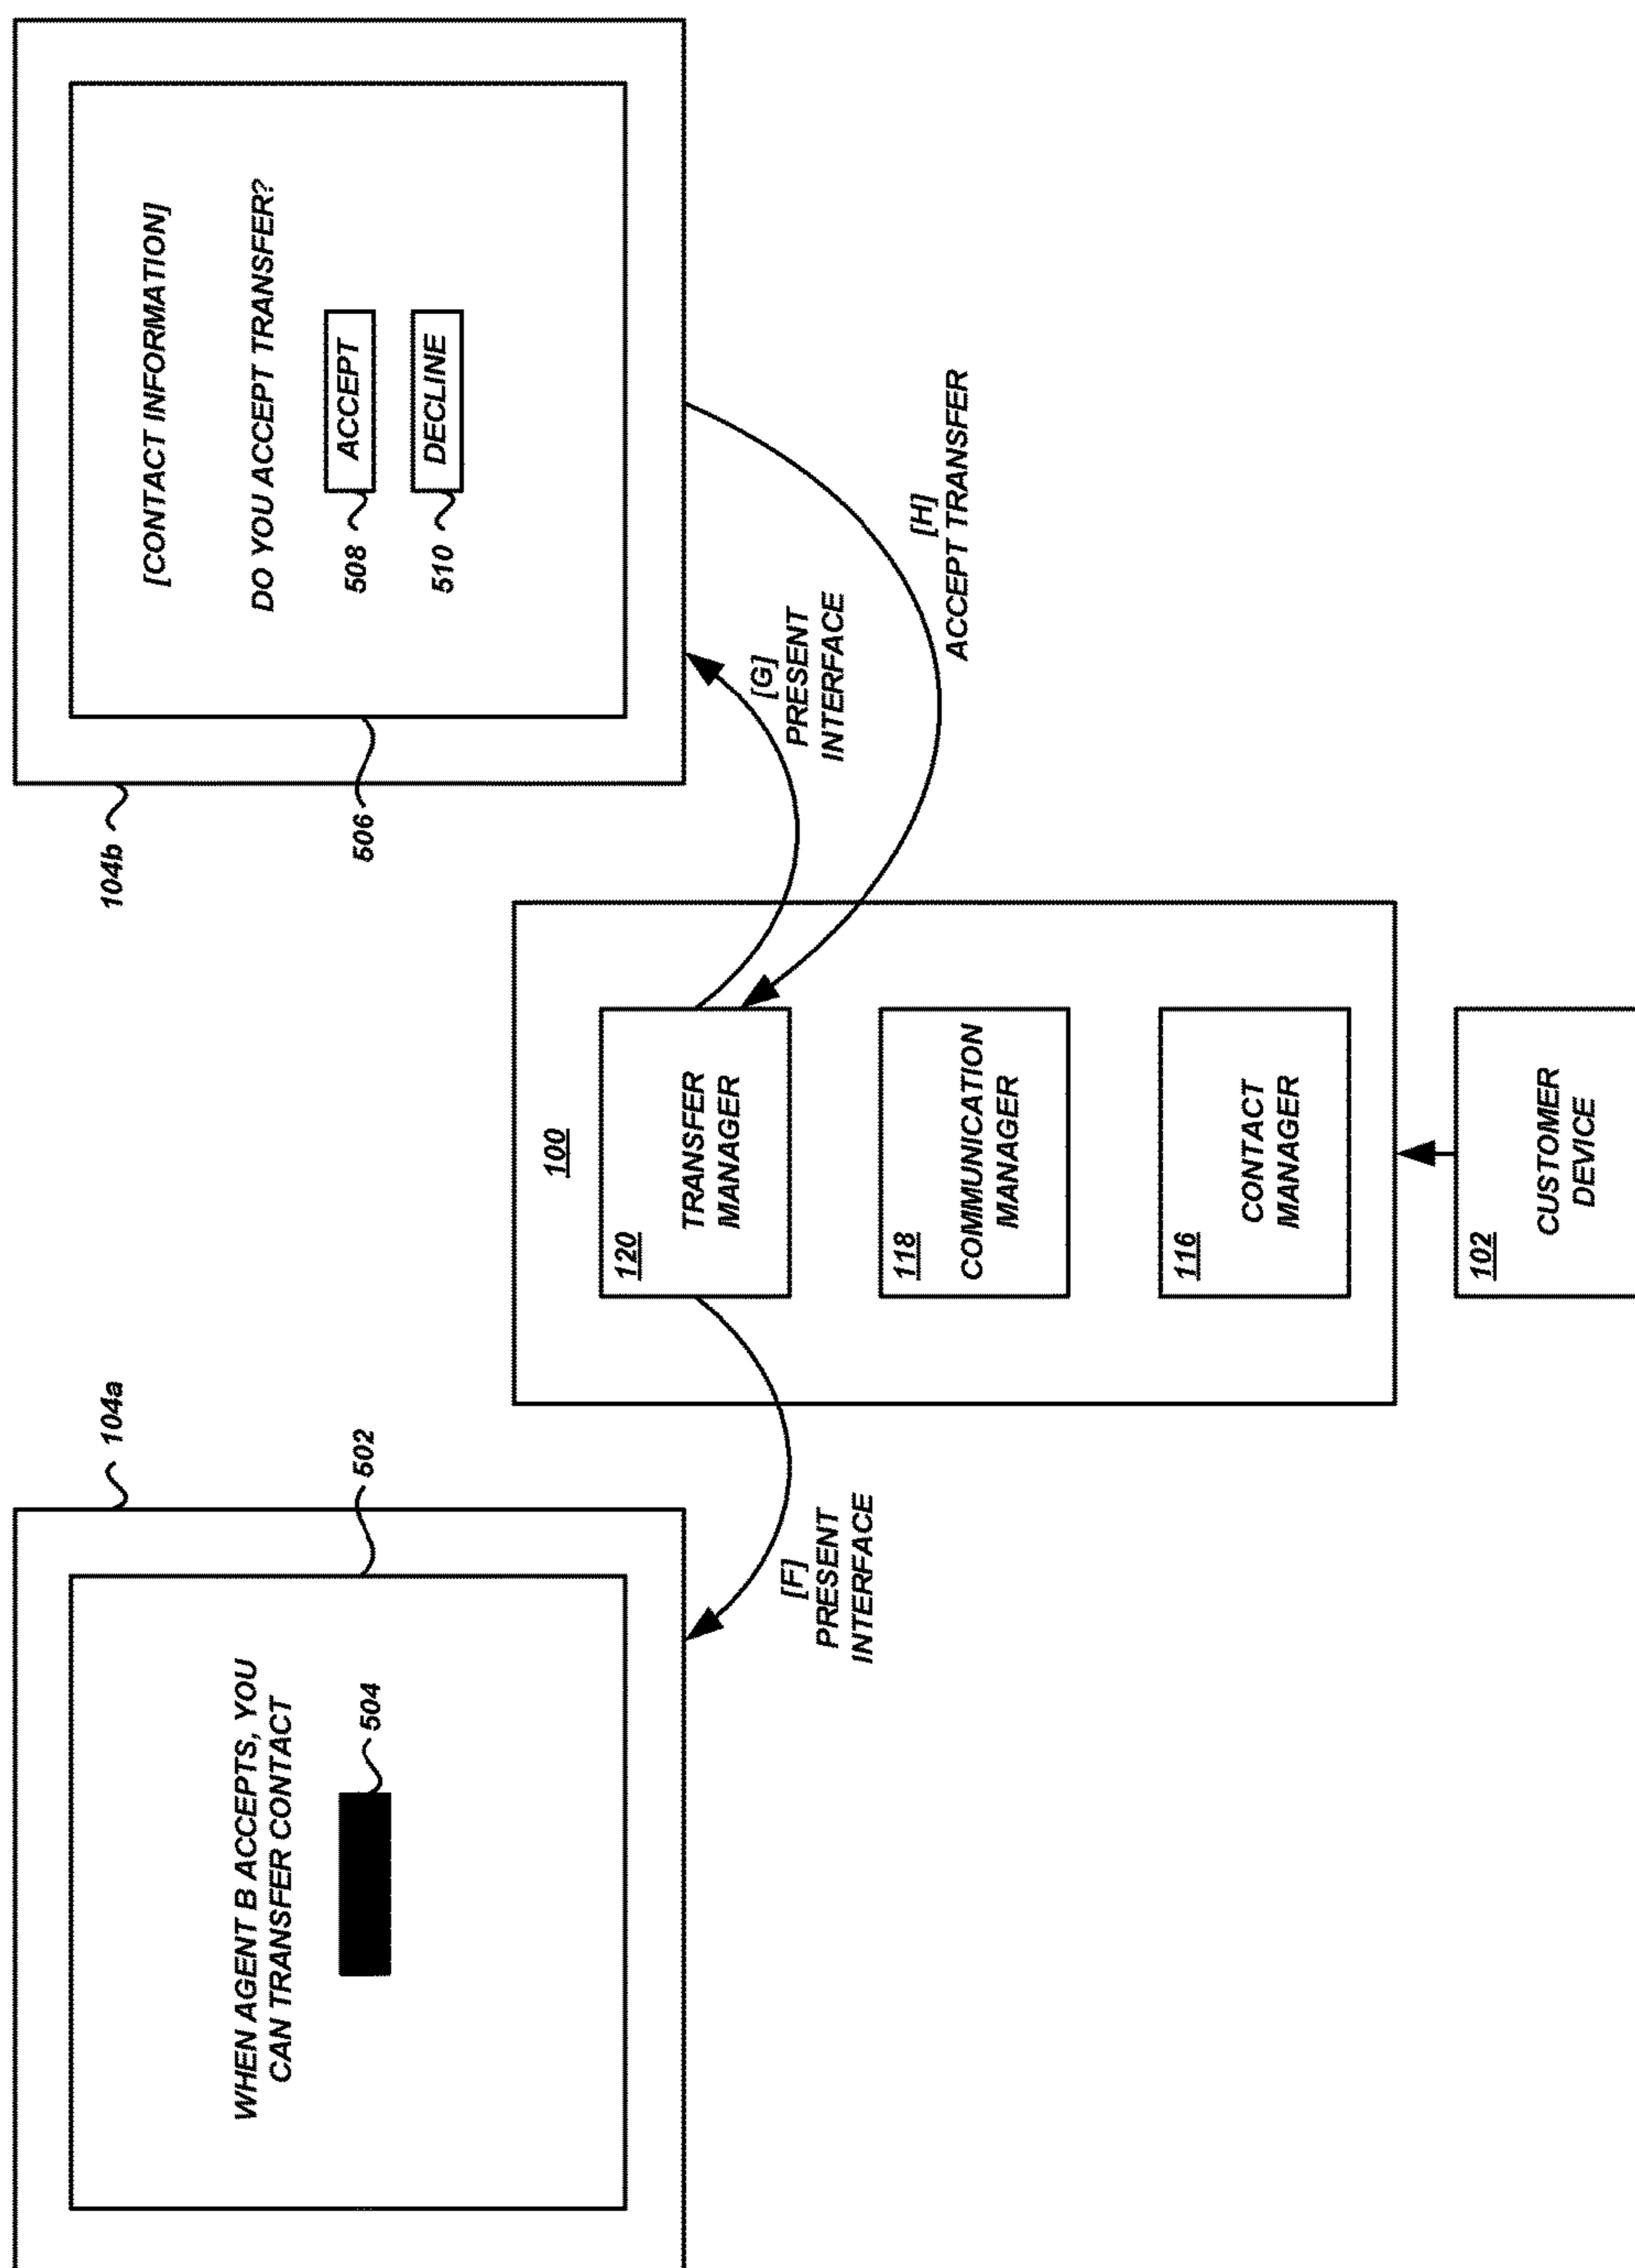 104a
502
WHEN AGENT B ACCEPTS, YOU
CAN TRANSFER CONTACT
504
[F]
PRESENT
INTERFACE
100
120
TRANSFER
MANAGER
118
COMMUNICATION
MANAGER
116
CONTACT
MANAGER
102
CUSTOMER
DEVICE
104b
506
[CONTACT INFORMATION]
DO YOU ACCEPT TRANSFER?
508
ACCEPT
510
DECLINE
[G]
PRESENT
INTERFACE
[H]
ACCEPT TRANSFER